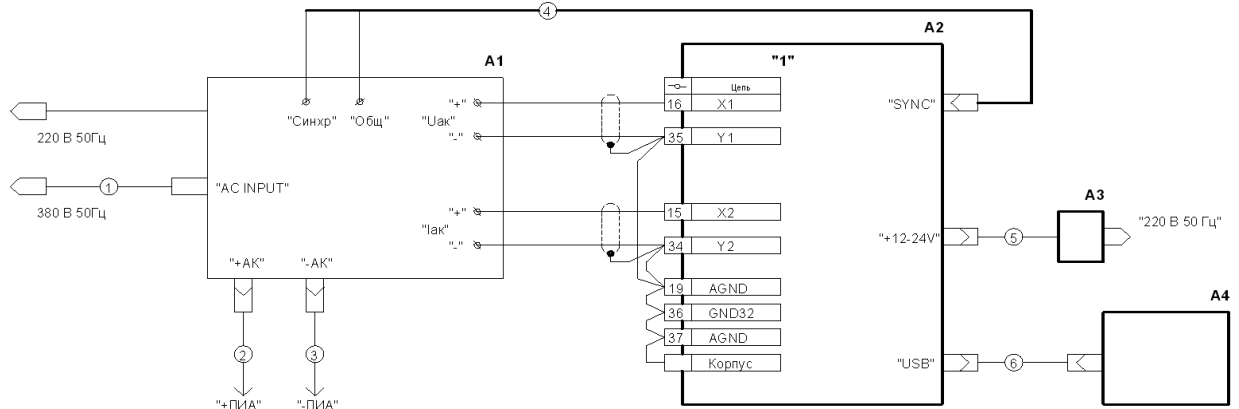 4
A2
A1
"1"
Цепь
16 X1
"SYNC"
"Синхр" "Общ"
"+"
"Uак"
"-"
35 Y1
220 В 50Гц
1
"AC INPUT"
380 В 50Гц
A3
"+"
"Iак"
"-"
15 X2
34 Y2
"+12-24V"
5
"220 В 50 Гц"
"+АК" "-АК"
19 AGND
36 GND32
37 AGND
Корпус
A4
"USB"
6
2
3
"+ПИА" "-ПИА"